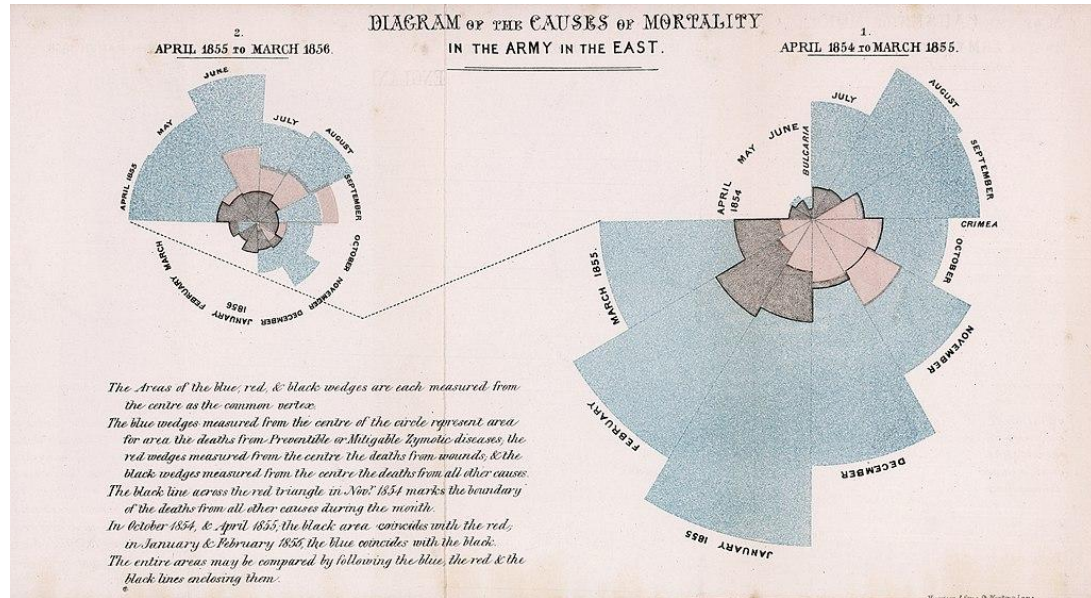 DIAGRAM OF THE CAUSES OF MORTALITY
IN THE ARMY IN THE EAST.
2.
APRIL 1855 TO MARCH 1856.
1.
APRIL 1854 TO MARCH 1855.
APRIL 1855
MAY
JUNE
JULY
AUGUST
SEPTEMBER
OCTOBER
NOVEMBER
DECEMBER
JANUARY
1856
FEBRUARY
MARCH
APRIL
1854
MAY
JUNE
BULGARIA
JULY
AUGUST
SEPTEMBER
CRIMEA
OCTOBER
NOVEMBER
DECEMBER
JANUARY 1855
FEBRUARY
MARCH 1855.
The Areas of the blue, red, & black wedges are each measured from
the centre as the common vertex.
The blue wedges measured from the centre of the circle represent area
for area the deaths from Preventible or Mitigable Zymotic diseases, the
red wedges measured from the centre the deaths from wounds, & the
black wedges measured from the centre the deaths from all other causes.
The black line across the red triangle in Nov.r 1854 marks the boundary
of the deaths from all other causes during the month.
In October 1854, & April 1855, the black area coincides with the red,
in January & February 1856, the blue coincides with the black.
The entire areas may be compared by following the blue, the red & the
black lines enclosing them.